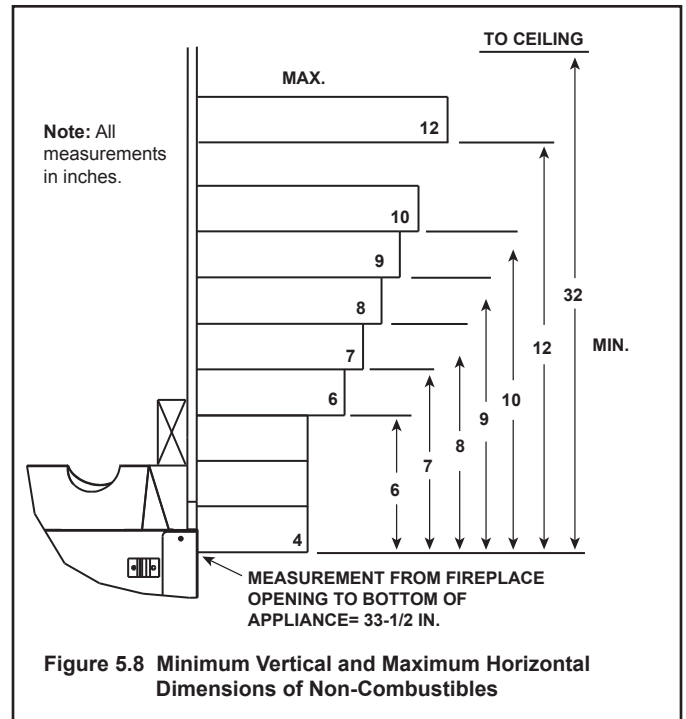 TO CEILING
MAX.
Note: All
measurements
in inches.
12
10
9
8
7
6
4
6
7
8
9
10
12
32
MIN.
MEASUREMENT FROM FIREPLACE
OPENING TO BOTTOM OF
APPLIANCE= 33-1/2 IN.
Figure 5.8 Minimum Vertical and Maximum Horizontal
Dimensions of Non-Combustibles